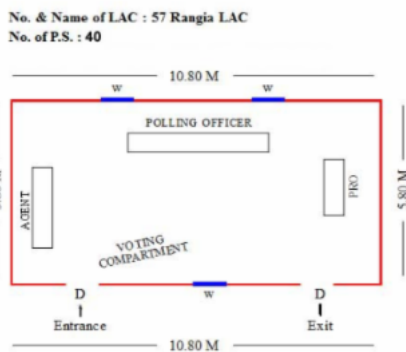 No. & Name of LAC : 57 Rangia LAC
No. of P.S. : 40
10.80 M
W
W
POLLING OFFICER
AGENT
PRO
5.80 M
VOTING
COMPARTMENT
D
W
D
Entrance
Exit
10.80 M